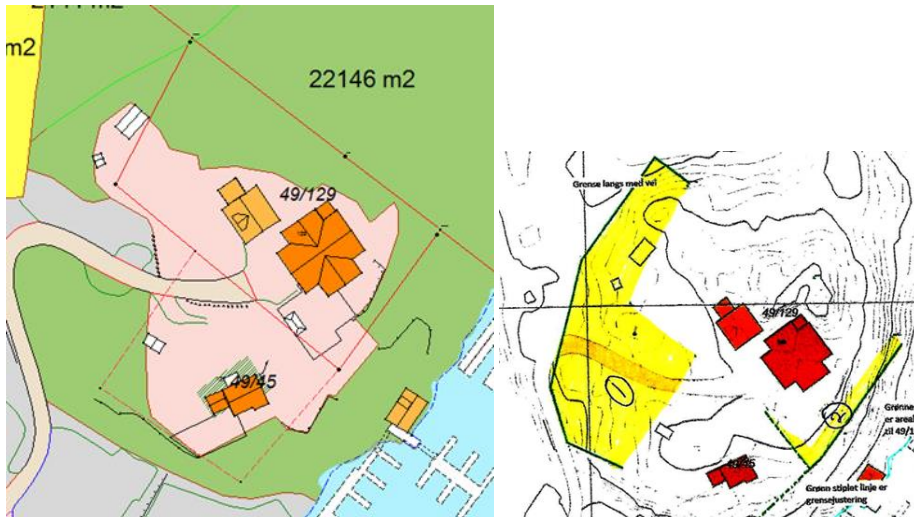 m2
22146 m2
49/129
49/45
Grense langs med vei
49/129
1
2
Grønne
er areal
til 49/1
Grønn stiplet linje er
grensejustering